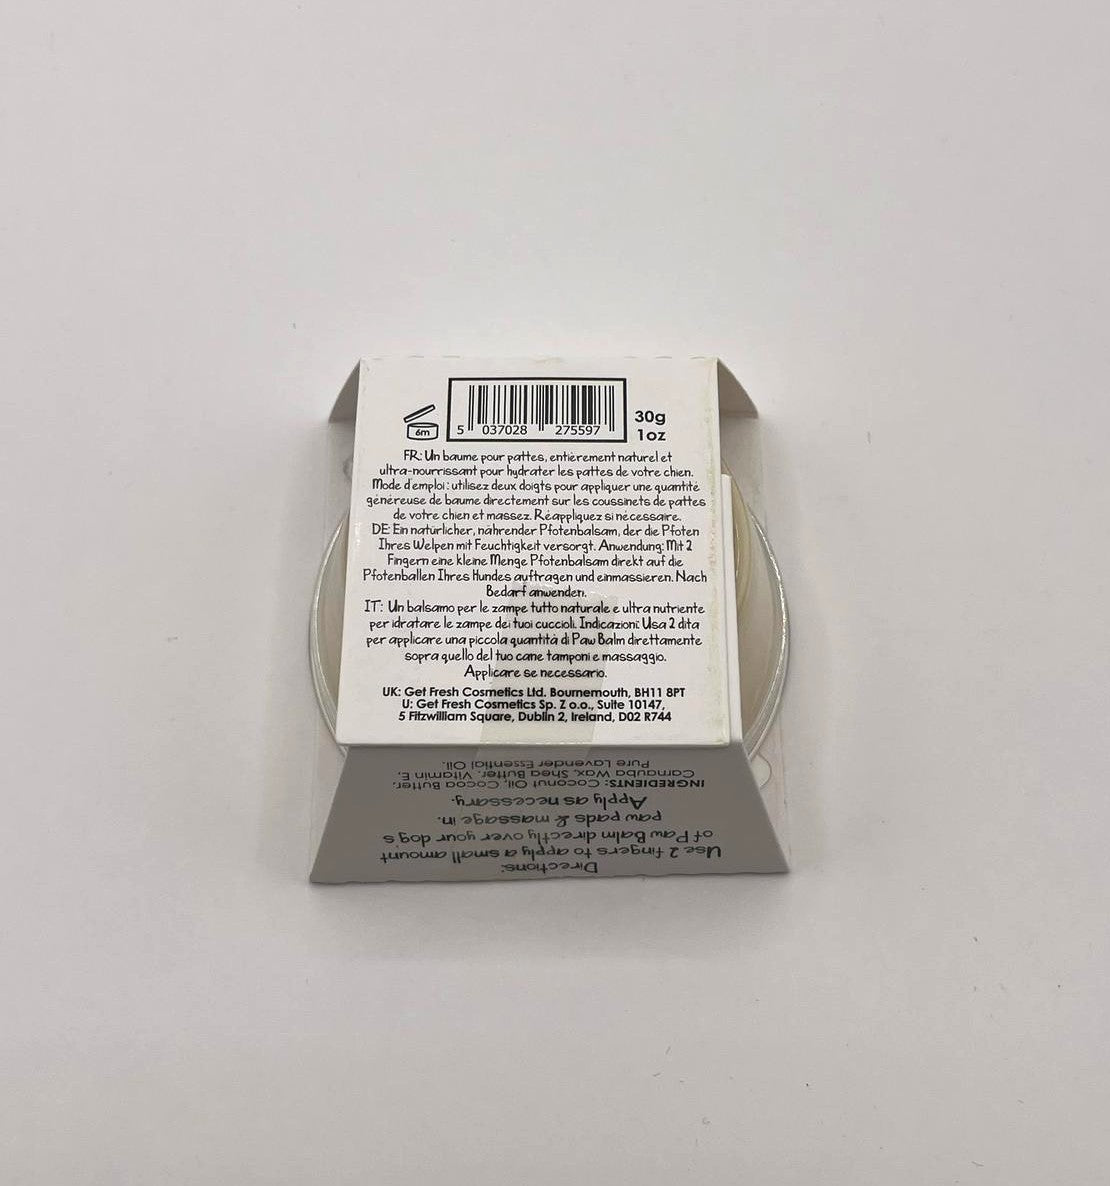 6m
5 037028 275597
30g
1oz
FR: Un baume pour pattes, entièrement naturel et
ultra-nourrissant pour hydrater les pattes de votre chien.
Mode d'emploi: utilisez deux doigts pour appliquer une quantité
généreuse de baume directement sur les coussinets de pattes
de votre chien et massez. Réappliquez si nécessaire.
DE: Ein natürlicher, nährender Pfotenbalsam, der die Pfoten
Ihres Welpen mit Feuchtigkeit versorgt. Anwendung: Mit 2
Fingern eine kleine Menge Pfotenbalsam direkt auf die
Pfotenballen Ihres Hundes auftragen und einmassieren. Nach
Bedarf anwenden.
IT: Un balsamo per le zampe tutto naturale e ultra nutriente
per idratare le zampe dei tuoi cuccioli. Indicazioni: Usa 2 dita
per applicare una piccola quantità di Paw Balm direttamente
sopra quello del tuo cane tamponi e massaggio.
Applicare se necessario.
UK: Get Fresh Cosmetics Ltd. Bournemouth, BH11 8PT
U: Get Fresh Cosmetics Sp. Z o.o., Suite 10147,
5 Fitzwilliam Square, Dublin 2, Ireland, D02 R744
Directions:
Use 2 fingers to apply a small amount
of Paw Balm directly over your dog's
paw pads & massage in.
Apply as necessary.
INGREDIENTS: Coconut Oil, Cocoa Butter,
Carnauba Wax, Shea Butter, Vitamin E,
Pure Lavender Essential Oil.